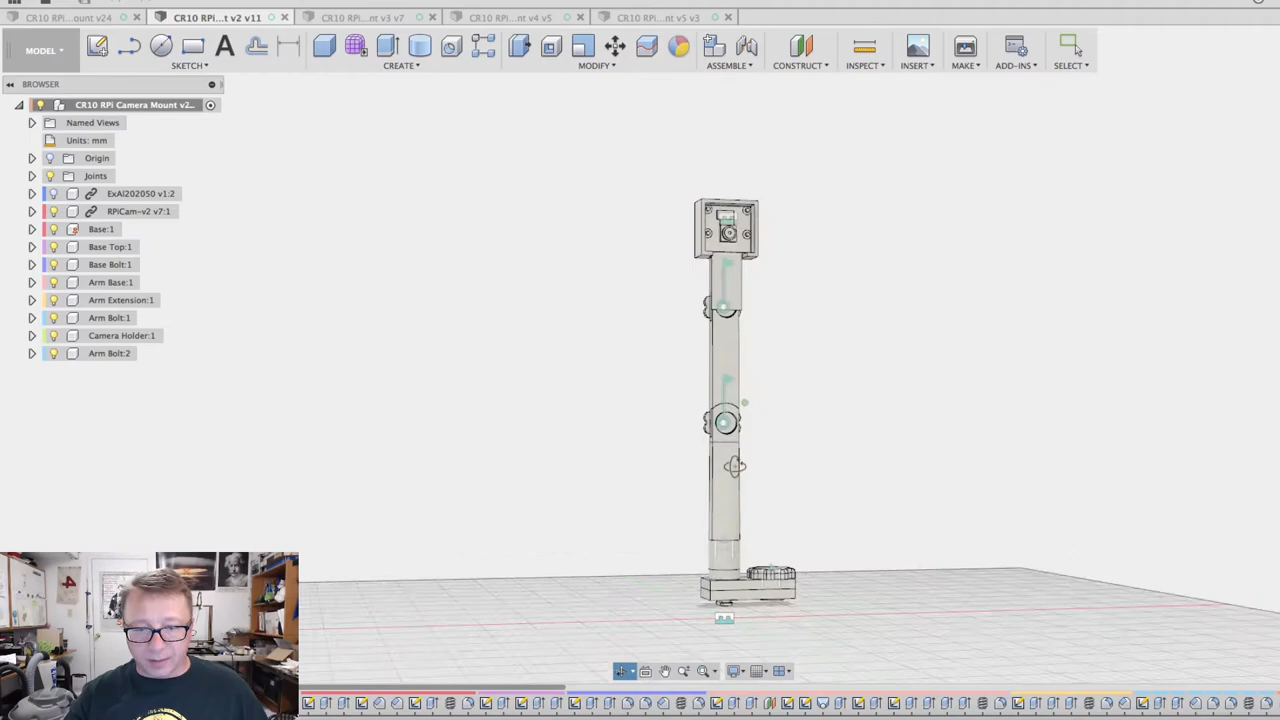 CR10 RPi...ount v24
CR10 RPi...t v2 v11
CR10 RPi...nt v3 v7
CR10 RPi...nt v4 v5
CR10 RPi...nt v5 v3
MODEL
SKETCH
CREATE
MODIFY
ASSEMBLE
CONSTRUCT
INSPECT
INSERT
MAKE
ADD-INS
SELECT
BROWSER
CR10 RPi Camera Mount v2...
Named Views
Units: mm
Origin
Joints
ExAl202050 v1:2
RPiCam-v2 v7:1
Base:1
Base Top:1
Base Bolt:1
Arm Base:1
Arm Extension:1
Arm Bolt:1
Camera Holder:1
Arm Bolt:2